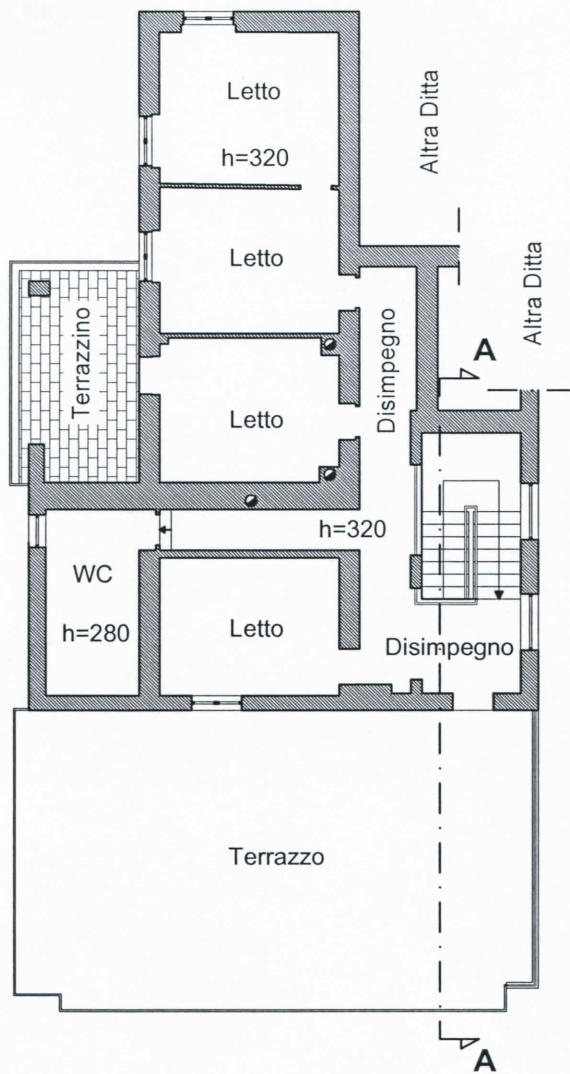 Letto
h=320
Altra Ditta
Letto
Altra Ditta
Terrazzino
Disimpegno
A
Letto
h=320
WC
h=280
Letto
Disimpegno
Terrazzo
A